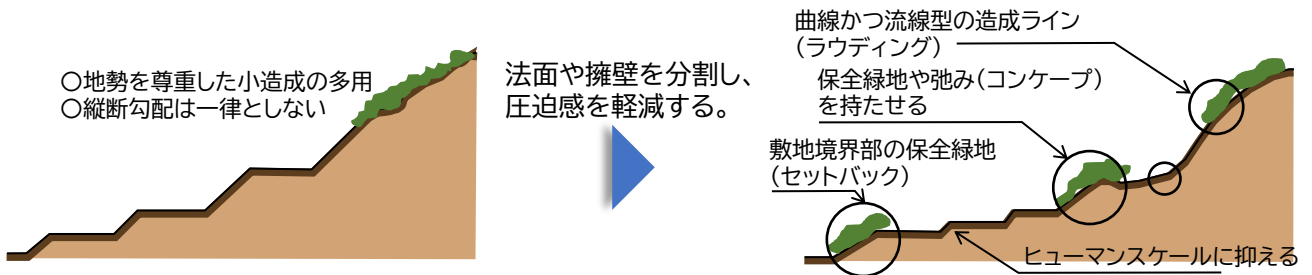 〇地勢を尊重した小造成の多用
〇縦断勾配は一律としない
法面や擁壁を分割し、
圧迫感を軽減する。
曲線かつ流線型の造成ライン
(ラウディング)
保全緑地や弛み(コンケープ)
を持たせる
敷地境界部の保全緑地
(セットバック)
ヒューマンスケールに抑える